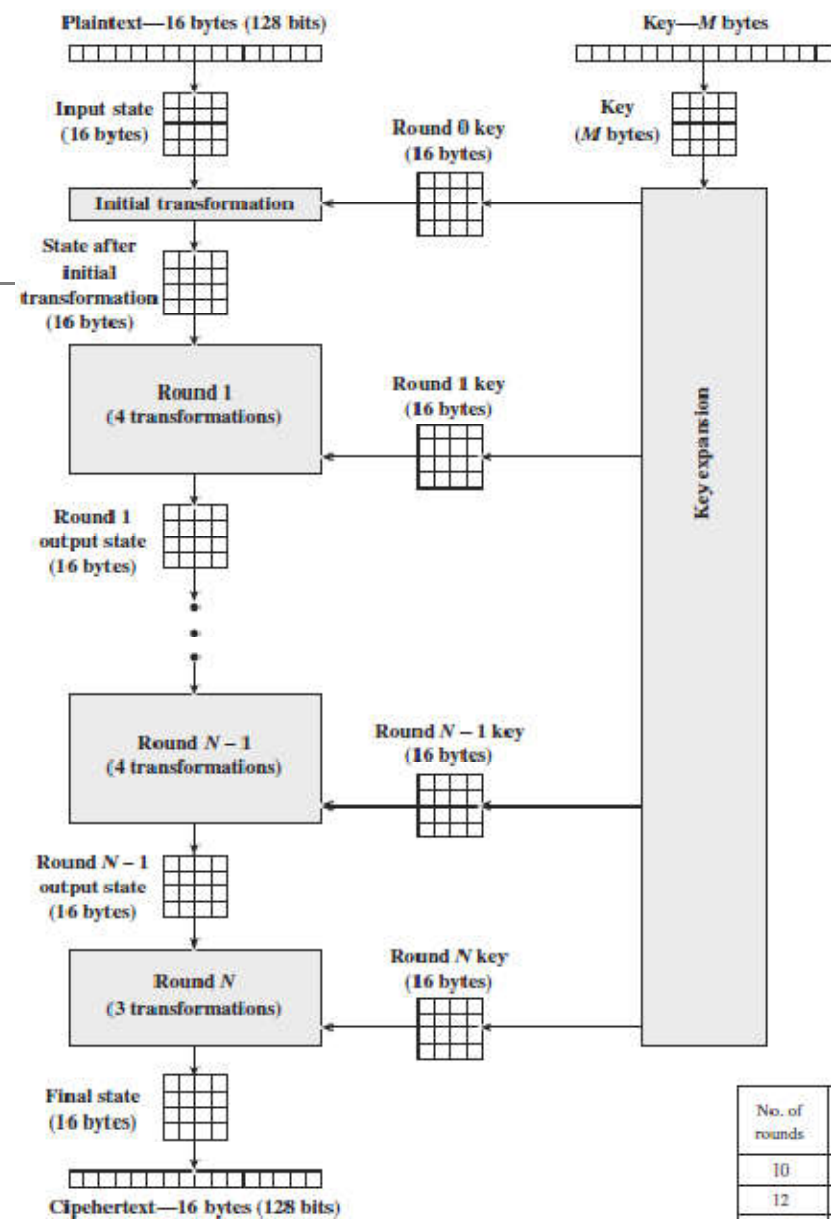 Plaintext—16 bytes (128 bits)
Key—M bytes
Input state
(16 bytes)
Key
(M bytes)
Round 0 key
(16 bytes)
Initial transformation
State after
initial
transformation
(16 bytes)
Round 1
(4 transformations)
Round 1 key
(16 bytes)
Key expansion
Round 1
output state
(16 bytes)
Round N – 1
(4 transformations)
Round N – 1 key
(16 bytes)
Round N – 1
output state
(16 bytes)
Round N
(3 transformations)
Round N key
(16 bytes)
Final state
(16 bytes)
No. of
rounds
10
12
Cipehertext—16 bytes (128 bits)